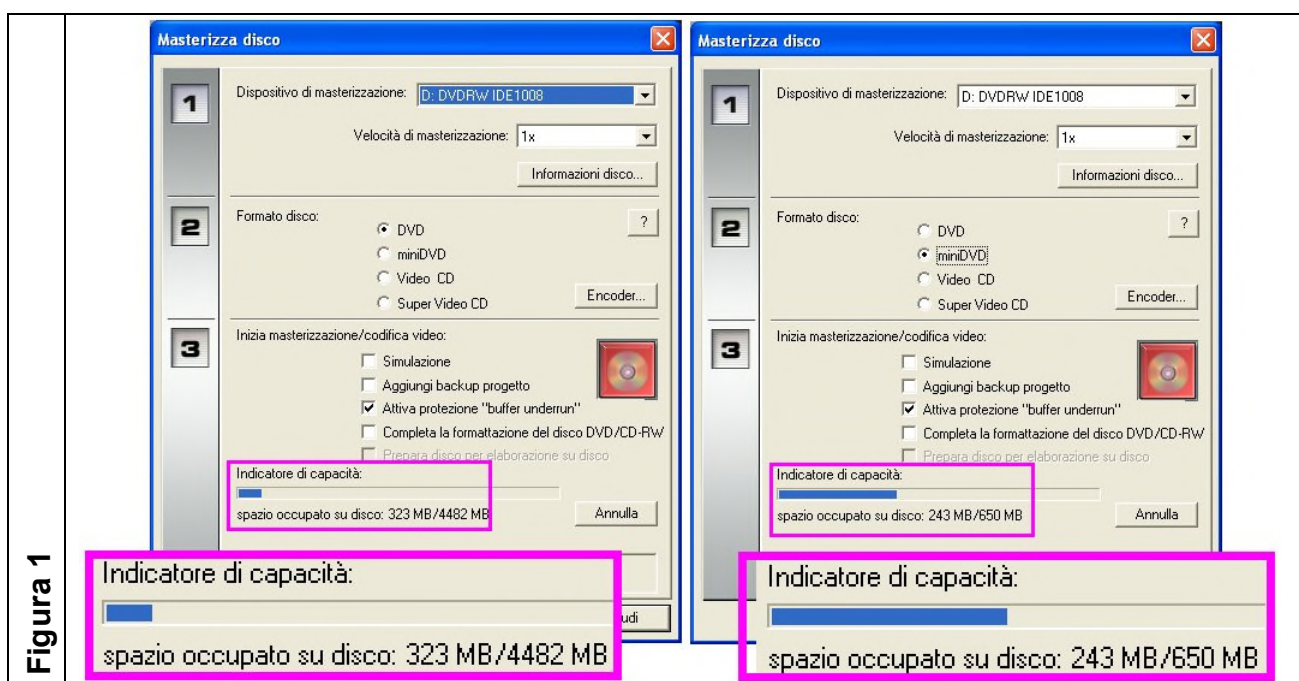 Figura 1
Masterizza disco
1
Dispositivo di masterizzazione: D: DVDRW IDE1008
Velocità di masterizzazione: 1x
Informazioni disco...
2
Formato disco:
?
DVD
miniDVD
Video CD
Super Video CD
Encoder...
3
Inizia masterizzazione/codifica video:
Simulazione
Aggiungi backup progetto
Attiva protezione "buffer underrun"
Completa la formattazione del disco DVD/CD-RW
Prepara disco per elaborazione su disco
Indicatore di capacità:
spazio occupato su disco: 323 MB/4482 MB
Annulla
Indicatore di capacità:
udi
spazio occupato su disco: 323 MB/4482 MB
Masterizza disco
1
Dispositivo di masterizzazione: D: DVDRW IDE1008
Velocità di masterizzazione: 1x
Informazioni disco...
2
Formato disco:
?
DVD
miniDVD
Video CD
Super Video CD
Encoder...
3
Inizia masterizzazione/codifica video:
Simulazione
Aggiungi backup progetto
Attiva protezione "buffer underrun"
Completa la formattazione del disco DVD/CD-RW
Prepara disco per elaborazione su disco
Indicatore di capacità:
spazio occupato su disco: 243 MB/650 MB
Annulla
Indicatore di capacità:
spazio occupato su disco: 243 MB/650 MB